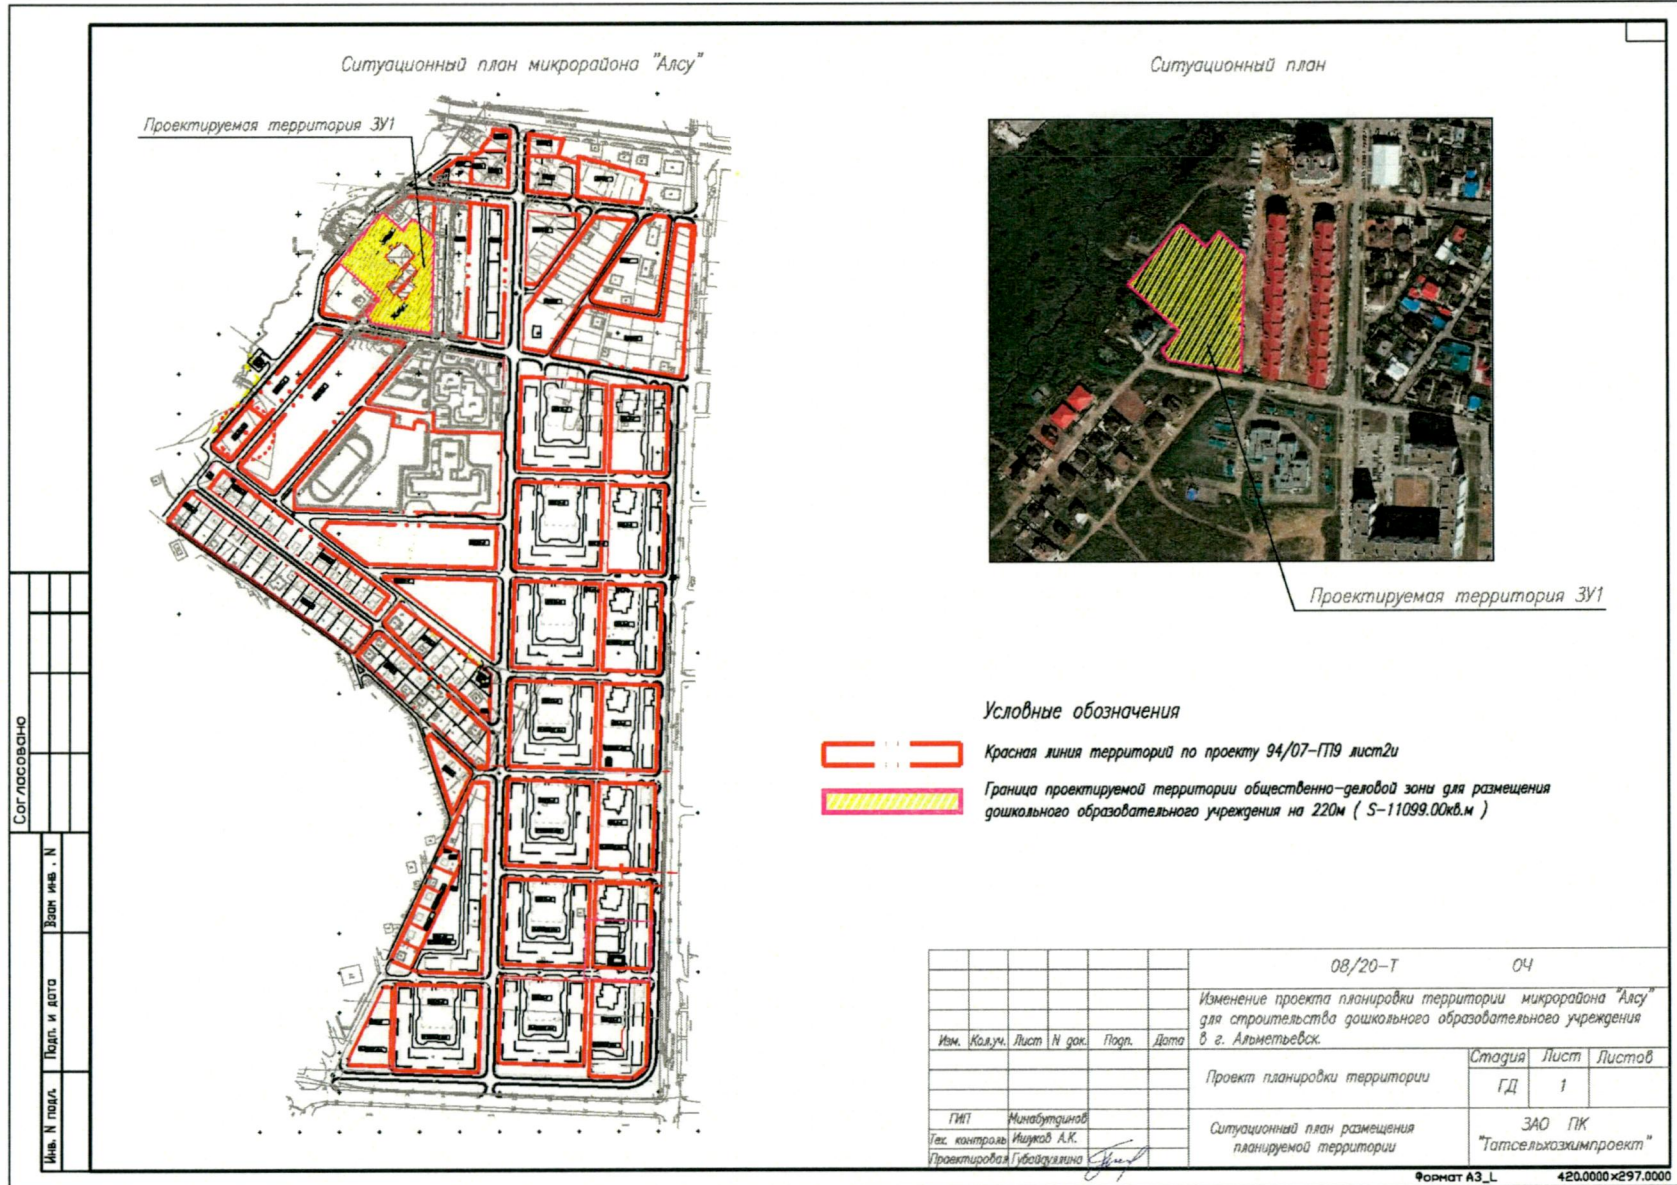 Ситуационный план микрорайона "Алсу"
Ситуационный план
Проектируемая территория ЗУ1
Проектируемая территория ЗУ1
Условные обозначения
Красная линия территорий по проекту 94/07-ГП9 лист2и
Граница проектируемой территории общественно-деловой зоны для размещения
дошкольного образовательного учреждения на 220м ( S-11099.00кв.м )
Согласовано
Взам инв. N
Подп. и дата
Инв. N подл.
08/20-Т ОЧ
Изменение проекта планировки территории микрорайона "Алсу"
для строительства дошкольного образовательного учреждения
в г. Альметьевск.
Изм. Кол.уч. Лист N док. Подп. Дата
Проект планировки территории
Стадия Лист Листов
ГД 1
ГИП Минабутдинов
Тех. контроль Ишуков А.К.
Проектировал Губайдуллина
Ситуационный план размещения
планируемой территории
ЗАО ПК
"Татсельхозхимпроект"
Формат А3_L 420.0000x297.0000